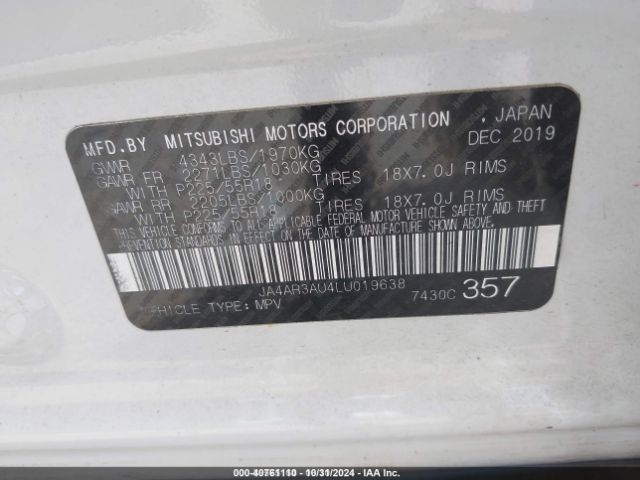 MFD.BY MITSUBISHI MOTORS CORPORATION , JAPAN
GVWR 4343LBS/1970KG DEC 2019
GAWR FR 2271LBS/1030KG
WITH P225/55R18 TIRES 18X7.0J RIMS
GAWR RR 2205LBS/1000KG
WITH P225/55R18 TIRES 18X7.0J RIMS
THIS VEHICLE CONFORMS TO ALL APPLICABLE FEDERAL MOTOR VEHICLE SAFETY AND THEFT
PREVENTION STANDARDS IN EFFECT ON THE DATE OF MANUFACTURE SHOWN ABOVE.
JA4AR3AU4LU019638
VEHICLE TYPE: MPV 7430C 357
00-40761110 - 10/31/2024 - IAA Auctions